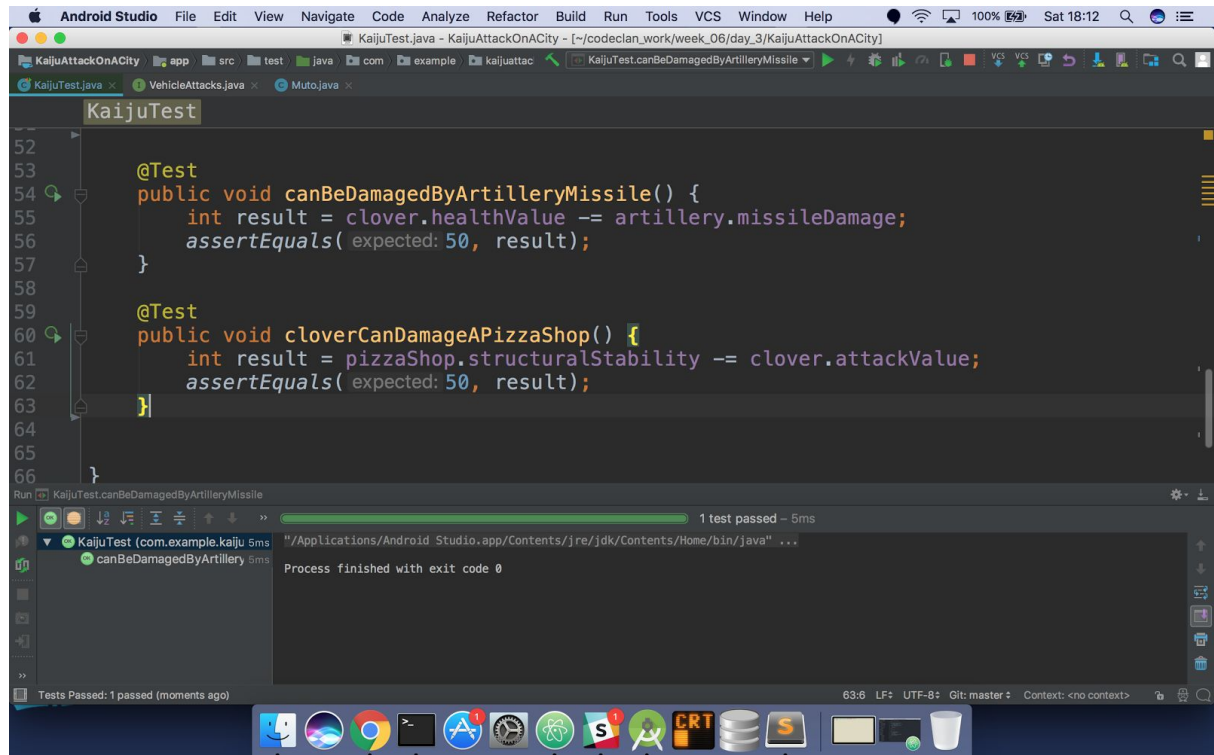 Android Studio File Edit View Navigate Code Analyze Refactor Build Run Tools VCS Window Help 100% Sat 18:12
KaijuTest.java - KaijuAttackOnACity - [~/codeclan_work/week_06/day_3/KaijuAttackOnACity]
KaijuAttackOnACity app src test java com example kaijuattac KaijuTest.canBeDamagedByArtilleryMissile VCS VCS
KaijuTest.java VehicleAttacks.java Muto.java
KaijuTest
52
53 @Test
54 public void canBeDamagedByArtilleryMissile() {
55 int result = clover.healthValue -= artillery.missileDamage;
56 assertEquals( expected: 50, result);
57 }
58
59 @Test
60 public void cloverCanDamageAPizzaShop() {
61 int result = pizzaShop.structuralStability -= clover.attackValue;
62 assertEquals( expected: 50, result);
63 }
64
65
66 }
Run KaijuTest.canBeDamagedByArtilleryMissile
>> 1 test passed – 5ms
KaijuTest (com.example.kaiju 5ms "/Applications/Android Studio.app/Contents/jre/jdk/Contents/Home/bin/java" ...
canBeDamagedByArtillery 5ms
Process finished with exit code 0
>>
Tests Passed: 1 passed (moments ago) 63:6 LF÷ UTF-8÷ Git:master÷ Context: <no context>
1 S 1 CRT S